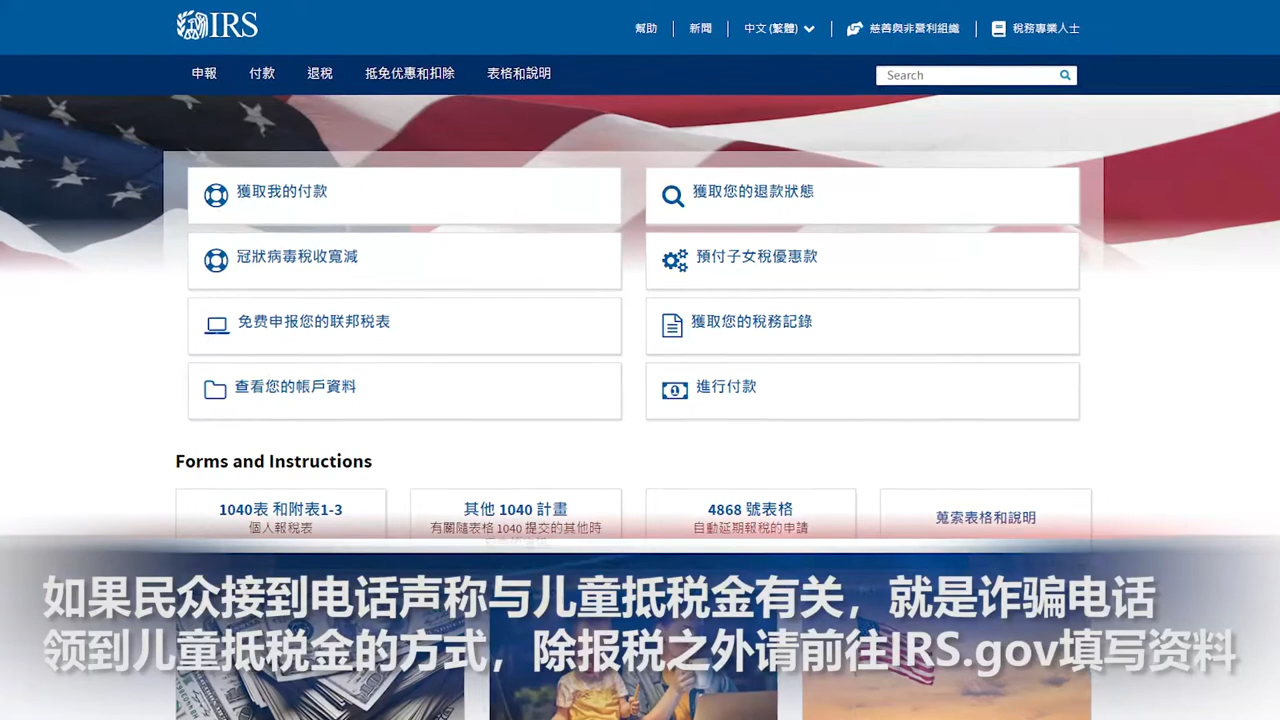 IRS
幫助
新聞
中文 (繁體)
慈善與非營利組織
稅務專業人士
申報
付款
退稅
抵免优惠和扣除
表格和說明
Search
獲取我的付款
獲取您的退款狀態
冠狀病毒稅收寬減
預付子女稅優惠款
免费申报您的联邦税表
獲取您的稅務記錄
查看您的帳戶資料
進行付款
Forms and Instructions
1040表 和附表1-3
個人報稅表
其他 1040 計畫
有關隨表格 1040 提交的其他時
4868 號表格
自動延期報稅的申請
蒐索表格和說明
如果民众接到电话声称与儿童抵税金有关，就是诈骗电话
领到儿童抵税金的方式，除报税之外请前往IRS.gov填写资料